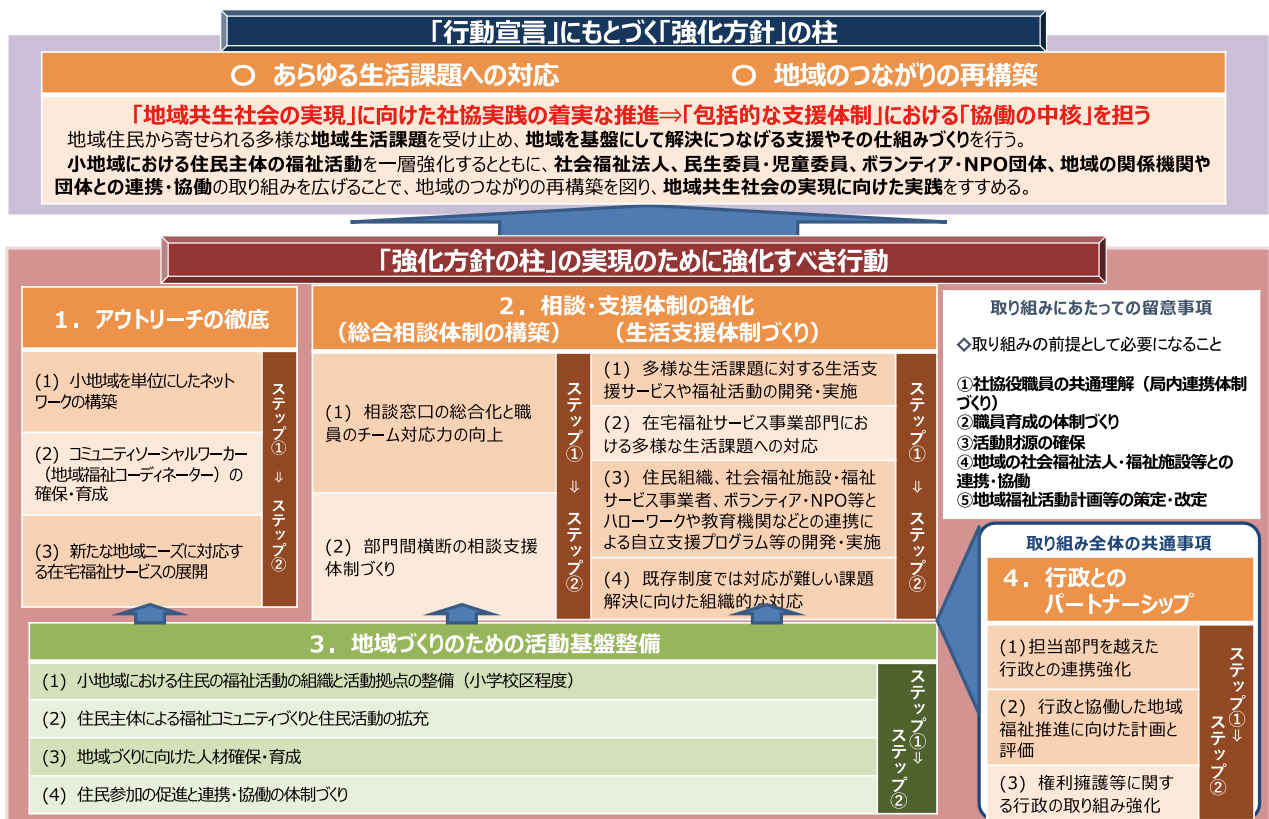 「行動宣言」にもとづく「強化方針」の柱
○ あらゆる生活課題への対応
○ 地域のつながりの再構築
「地域共生社会の実現」に向けた社協実践の着実な推進⇒「包括的な支援体制」における「協働の中核」を担う
地域住民から寄せられる多様な地域生活課題を受け止め、地域を基盤にして解決につなげる支援やその仕組みづくりを行う。
小地域における住民主体の福祉活動を一層強化するとともに、社会福祉法人、民生委員・児童委員、ボランティア・NPO団体、地域の関係機関や
団体との連携・協働の取り組みを広げることで、地域のつながりの再構築を図り、地域共生社会の実現に向けた実践をすすめる。
「強化方針の柱」の実現のために強化すべき行動
1．アウトリーチの徹底
(1) 小地域を単位にしたネット
ワークの構築
(2) コミュニティソーシャルワーカー
（地域福祉コーディネーター）の
確保・育成
(3) 新たな地域ニーズに対応す
る在宅福祉サービスの展開
ステップ① ⇓ ステップ②
2．相談・支援体制の強化
（総合相談体制の構築）
（生活支援体制づくり）
(1) 相談窓口の総合化と職
員のチーム対応力の向上
(2) 部門間横断の相談支援
体制づくり
ステップ① ⇓ ステップ②
(1) 多様な生活課題に対する生活支
援サービスや福祉活動の開発・実施
(2) 在宅福祉サービス事業部門にお
ける多様な生活課題への対応
(3) 住民組織、社会福祉施設・福祉
サービス事業者、ボランティア・NPO等と
ハローワークや教育機関などとの連携に
よる自立支援プログラム等の開発・実施
(4) 既存制度では対応が難しい課題
解決に向けた組織的な対応
ステップ① ⇓ ステップ②
取り組みにあたっての留意事項
◇取り組みの前提として必要になること
①社協役職員の共通理解（局内連携体制
づくり）
②職員育成の体制づくり
③活動財源の確保
④地域の社会福祉法人・福祉施設等との
連携・協働
⑤地域福祉活動計画等の策定・改定
3．地域づくりのための活動基盤整備
(1) 小地域における住民の福祉活動の組織と活動拠点の整備（小学校区程度）
(2) 住民主体による福祉コミュニティづくりと住民活動の拡充
(3) 地域づくりに向けた人材確保・育成
(4) 住民参加の促進と連携・協働の体制づくり
ステップ①⇓
ステップ②
取り組み全体の共通事項
4．行政との
パートナーシップ
(1)担当部門を越えた
行政との連携強化
(2) 行政と協働した地域
福祉推進に向けた計画と
評価
(3) 権利擁護等に関す
る行政の取り組み強化
ステップ①⇓
ステップ②